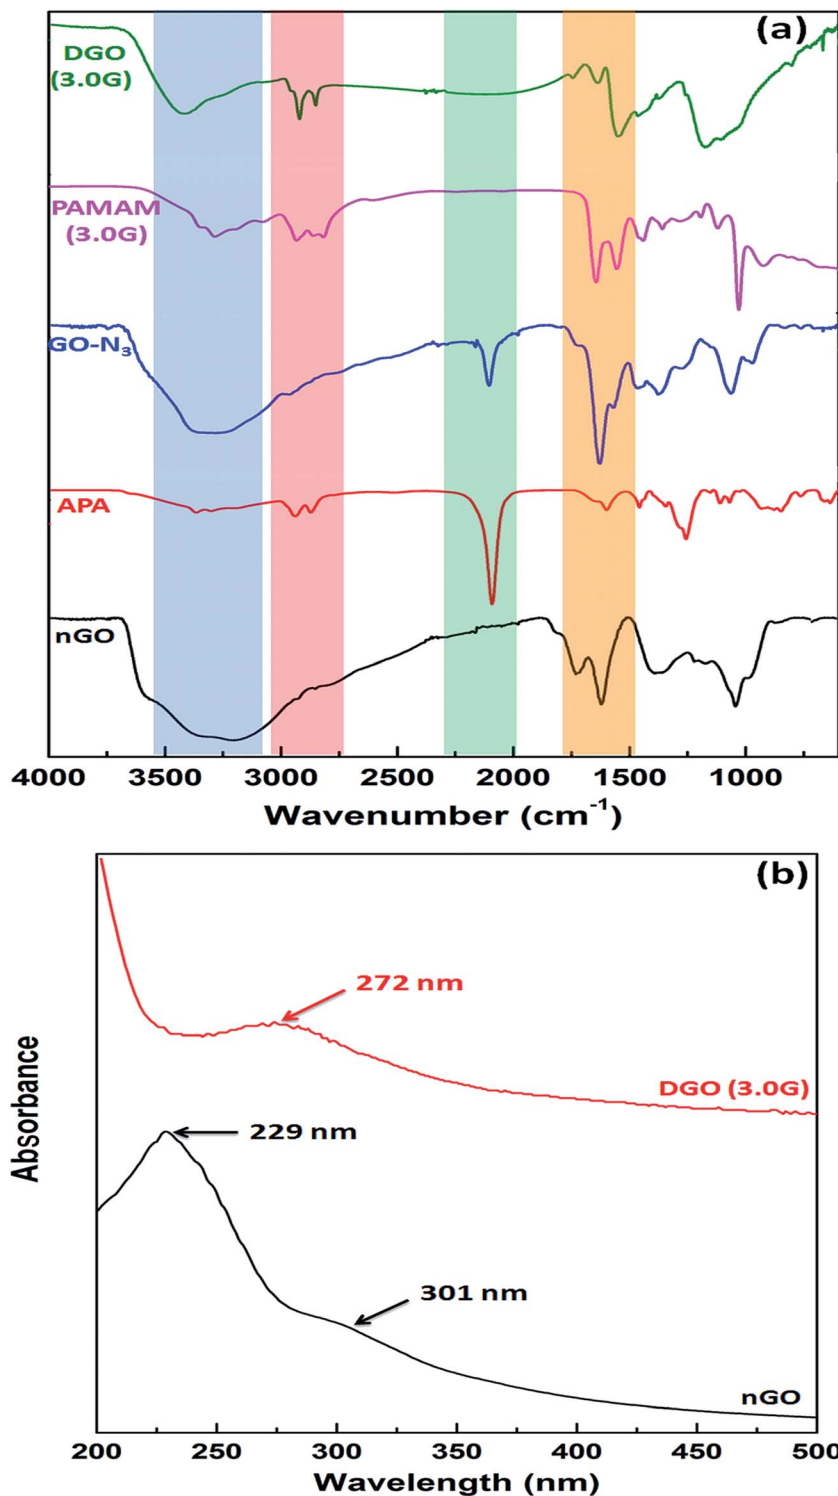 (a)
DGO
(3.0G)
PAMAM
(3.0G)
GO-N₃
APA
nGO
4000 3500 3000 2500 2000 1500 1000
Wavenumber (cm⁻¹)
(b)
272 nm
DGO (3.0G)
229 nm
301 nm
nGO
Absorbance
200 250 300 350 400 450 500
Wavelength (nm)